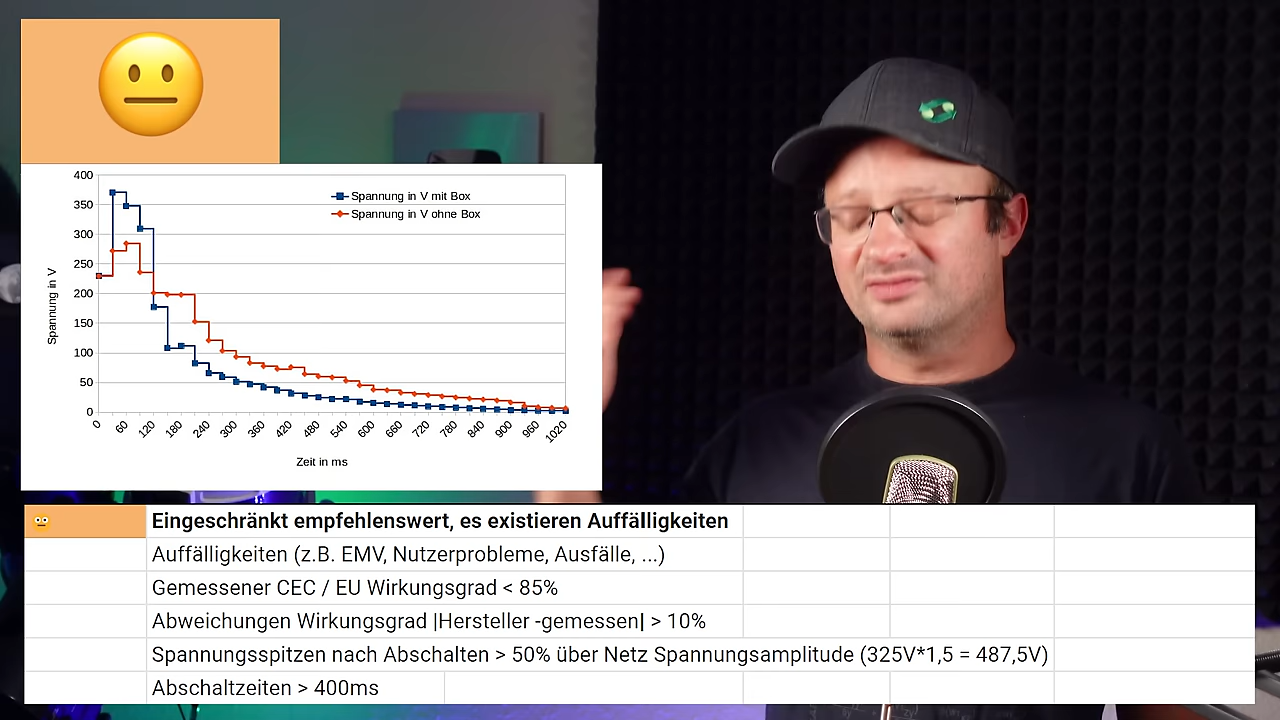 400
350
300
250
200
150
100
50
0
Spannung in V
Spannung in V mit Box
Spannung in V ohne Box
0 60 120 180 240 300 360 420 480 540 600 660 720 780 840 900 960 1020
Zeit in ms
Eingeschränkt empfehlenswert, es existieren Auffälligkeiten
Auffälligkeiten (z.B. EMV, Nutzerprobleme, Ausfälle, ...)
Gemessener CEC / EU Wirkungsgrad < 85%
Abweichungen Wirkungsgrad |Hersteller -gemessen| > 10%
Spannungsspitzen nach Abschalten > 50% über Netz Spannungsamplitude (325V*1,5 = 487,5V)
Abschaltzeiten > 400ms